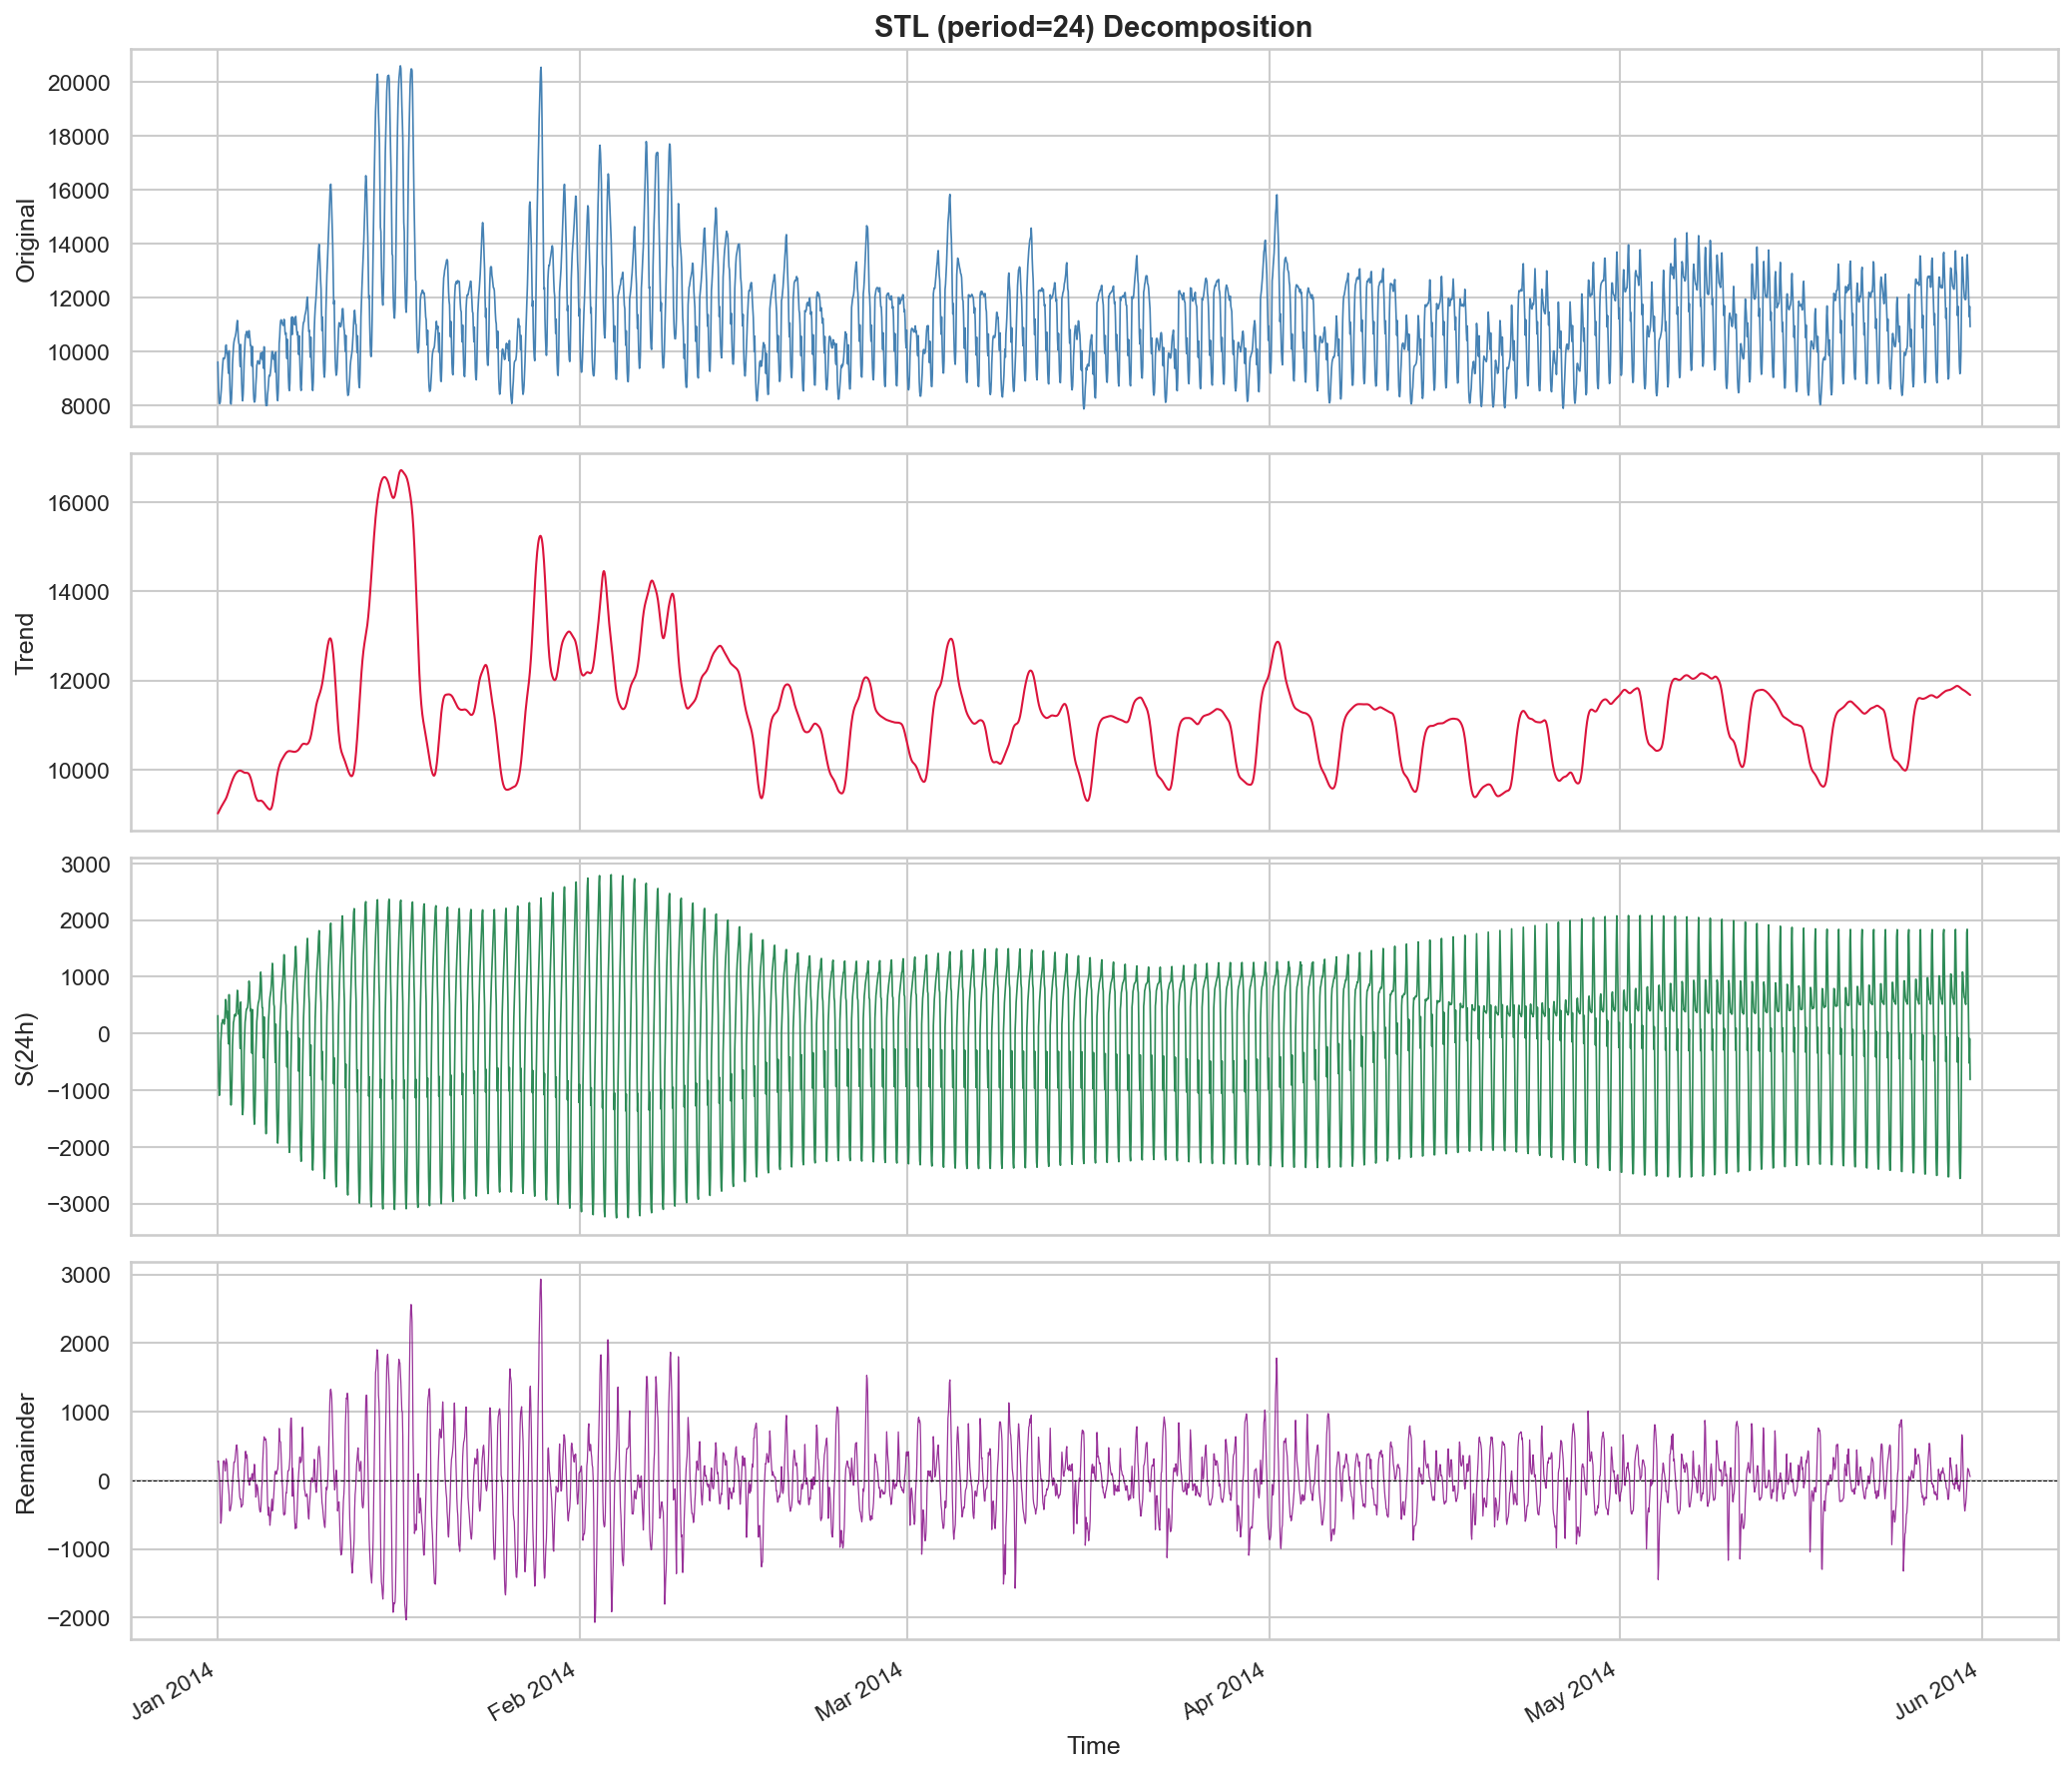 STL (period=24) Decomposition
20000
18000
16000
14000
12000
10000
8000
Original
16000
14000
12000
10000
Trend
3000
2000
1000
0
−1000
−2000
−3000
S(24h)
3000
2000
1000
0
−1000
−2000
Remainder
Jan 2014
Feb 2014
Mar 2014
Apr 2014
May 2014
Jun 2014
Time